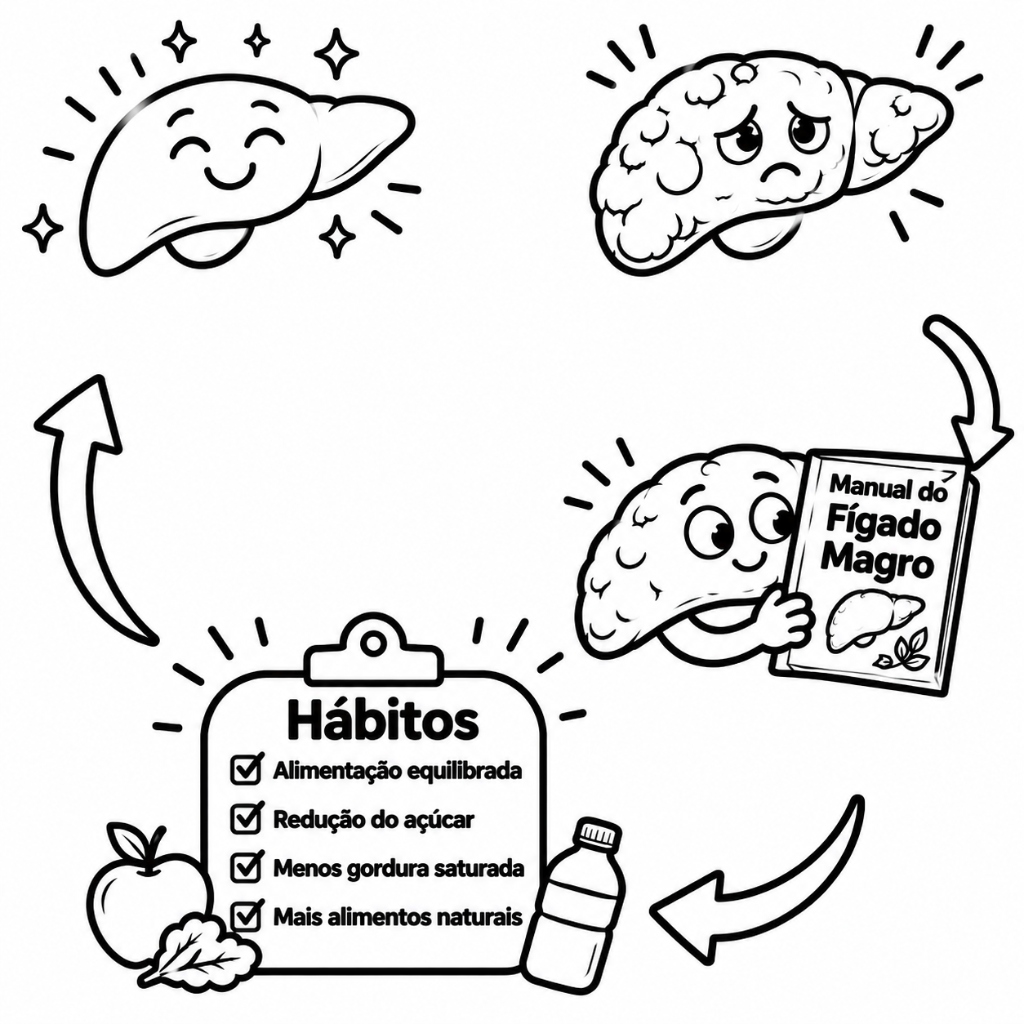 Manual do
Fígado
Magro
Hábitos
Alimentação equilibrada
Redução do açúcar
Menos gordura saturada
Mais alimentos naturais